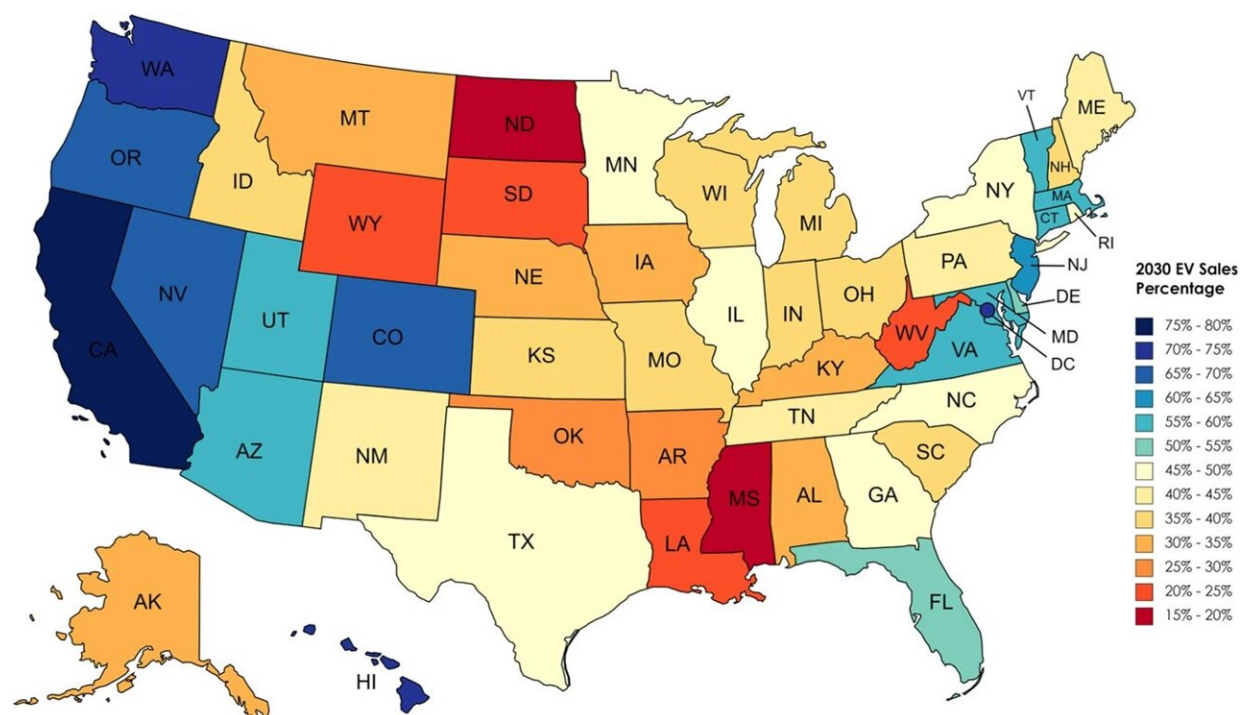 WA
MT
ND
MN
VT
ME
OR
ID
SD
WI
MI
NY
NH
MA
CT
RI
WY
NE
IA
PA
NJ
NV
UT
CO
IL
IN
OH
DE
MD
DC
CA
KS
MO
WV
VA
KY
AZ
NM
OK
AR
TN
NC
SC
MS
AL
GA
TX
LA
FL
AK
HI
2030 EV Sales
Percentage
75% - 80%
70% - 75%
65% - 70%
60% - 65%
55% - 60%
50% - 55%
45% - 50%
40% - 45%
35% - 40%
30% - 35%
25% - 30%
20% - 25%
15% - 20%